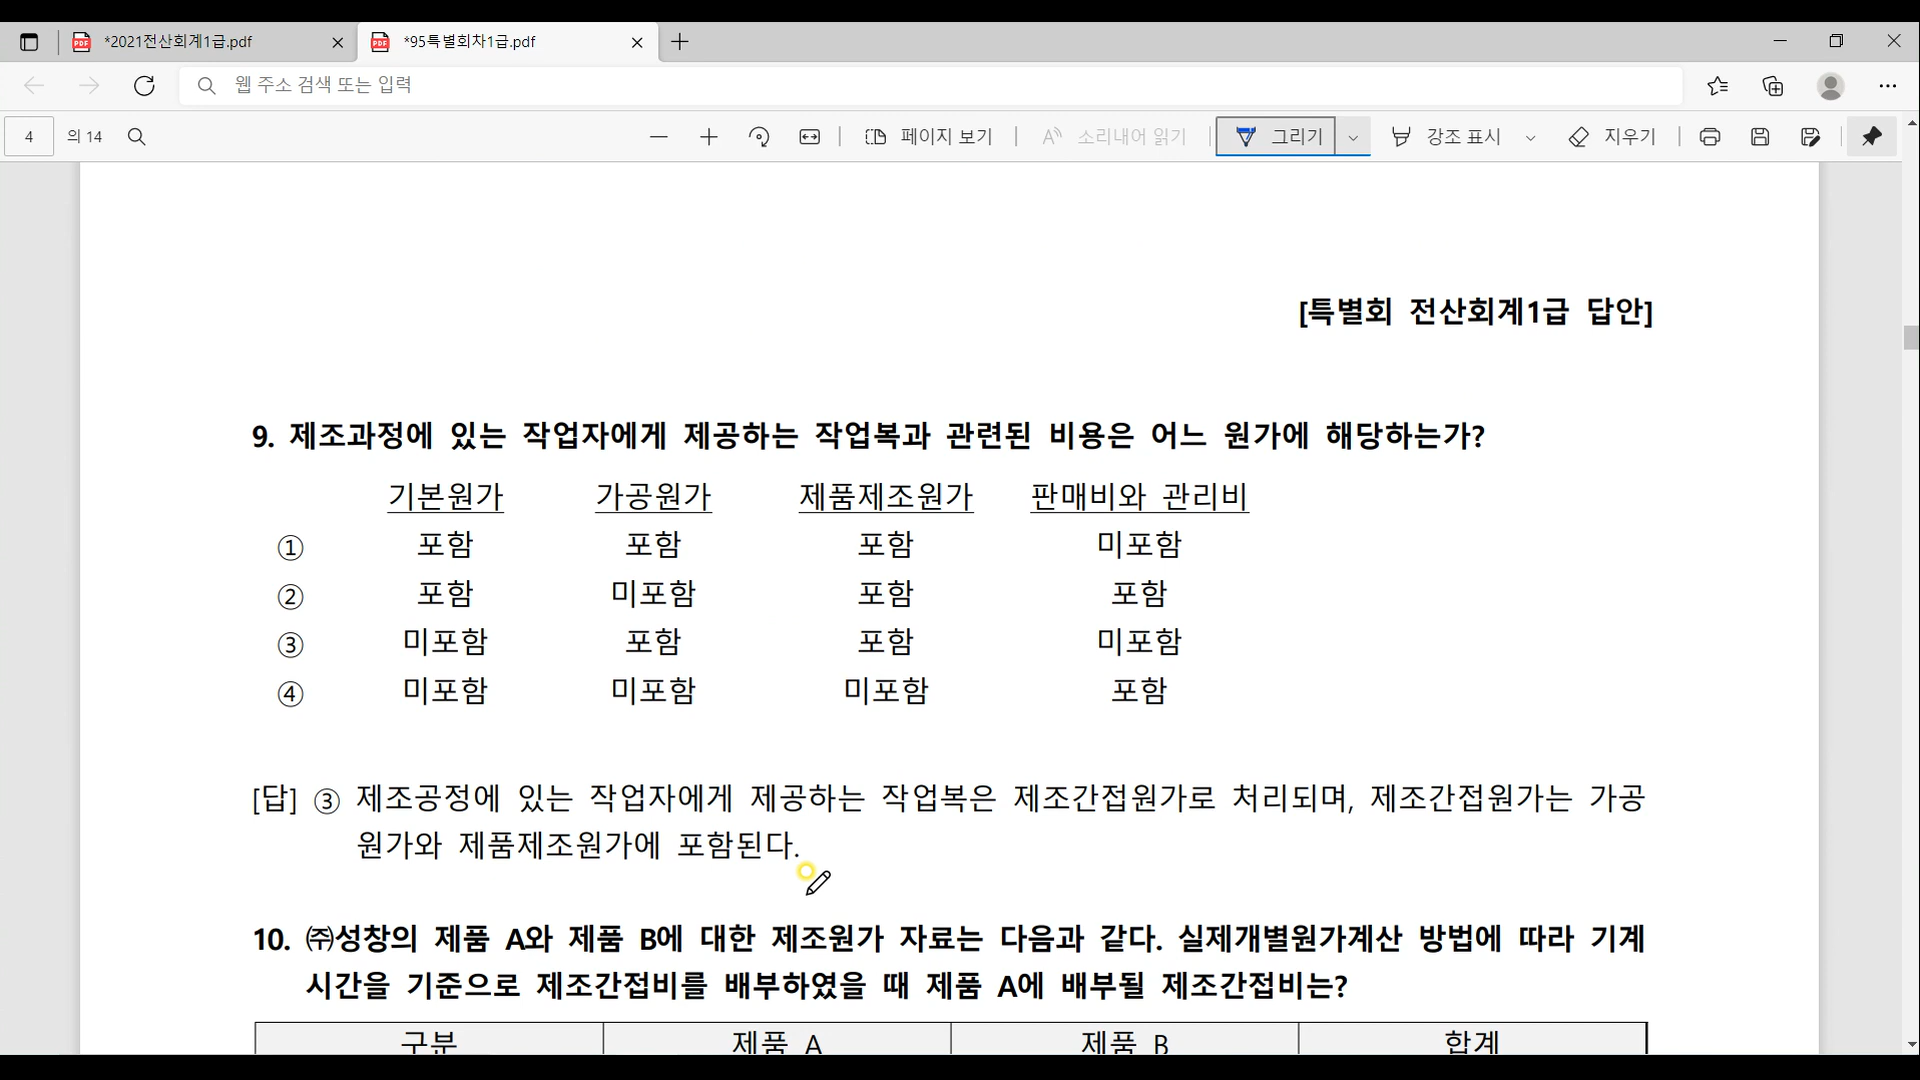 *2021전산회계1급.pdf
*95특별회차1급.pdf
웹 주소 검색 또는 입력
4 의 14
페이지 보기
소리내어 읽기
그리기
강조 표시
지우기
[특별회 전산회계1급 답안]
9. 제조과정에 있는 작업자에게 제공하는 작업복과 관련된 비용은 어느 원가에 해당하는가?
기본원가 가공원가 제품제조원가 판매비와 관리비
① 포함 포함 포함 미포함
② 포함 미포함 포함 포함
③ 미포함 포함 포함 미포함
④ 미포함 미포함 미포함 포함
[답] ③ 제조공정에 있는 작업자에게 제공하는 작업복은 제조간접원가로 처리되며, 제조간접원가는 가공
원가와 제품제조원가에 포함된다.
10. ㈜성창의 제품 A와 제품 B에 대한 제조원가 자료는 다음과 같다. 실제개별원가계산 방법에 따라 기계
시간을 기준으로 제조간접비를 배부하였을 때 제품 A에 배부될 제조간접비는?
구분 제품 A 제품 B 합계